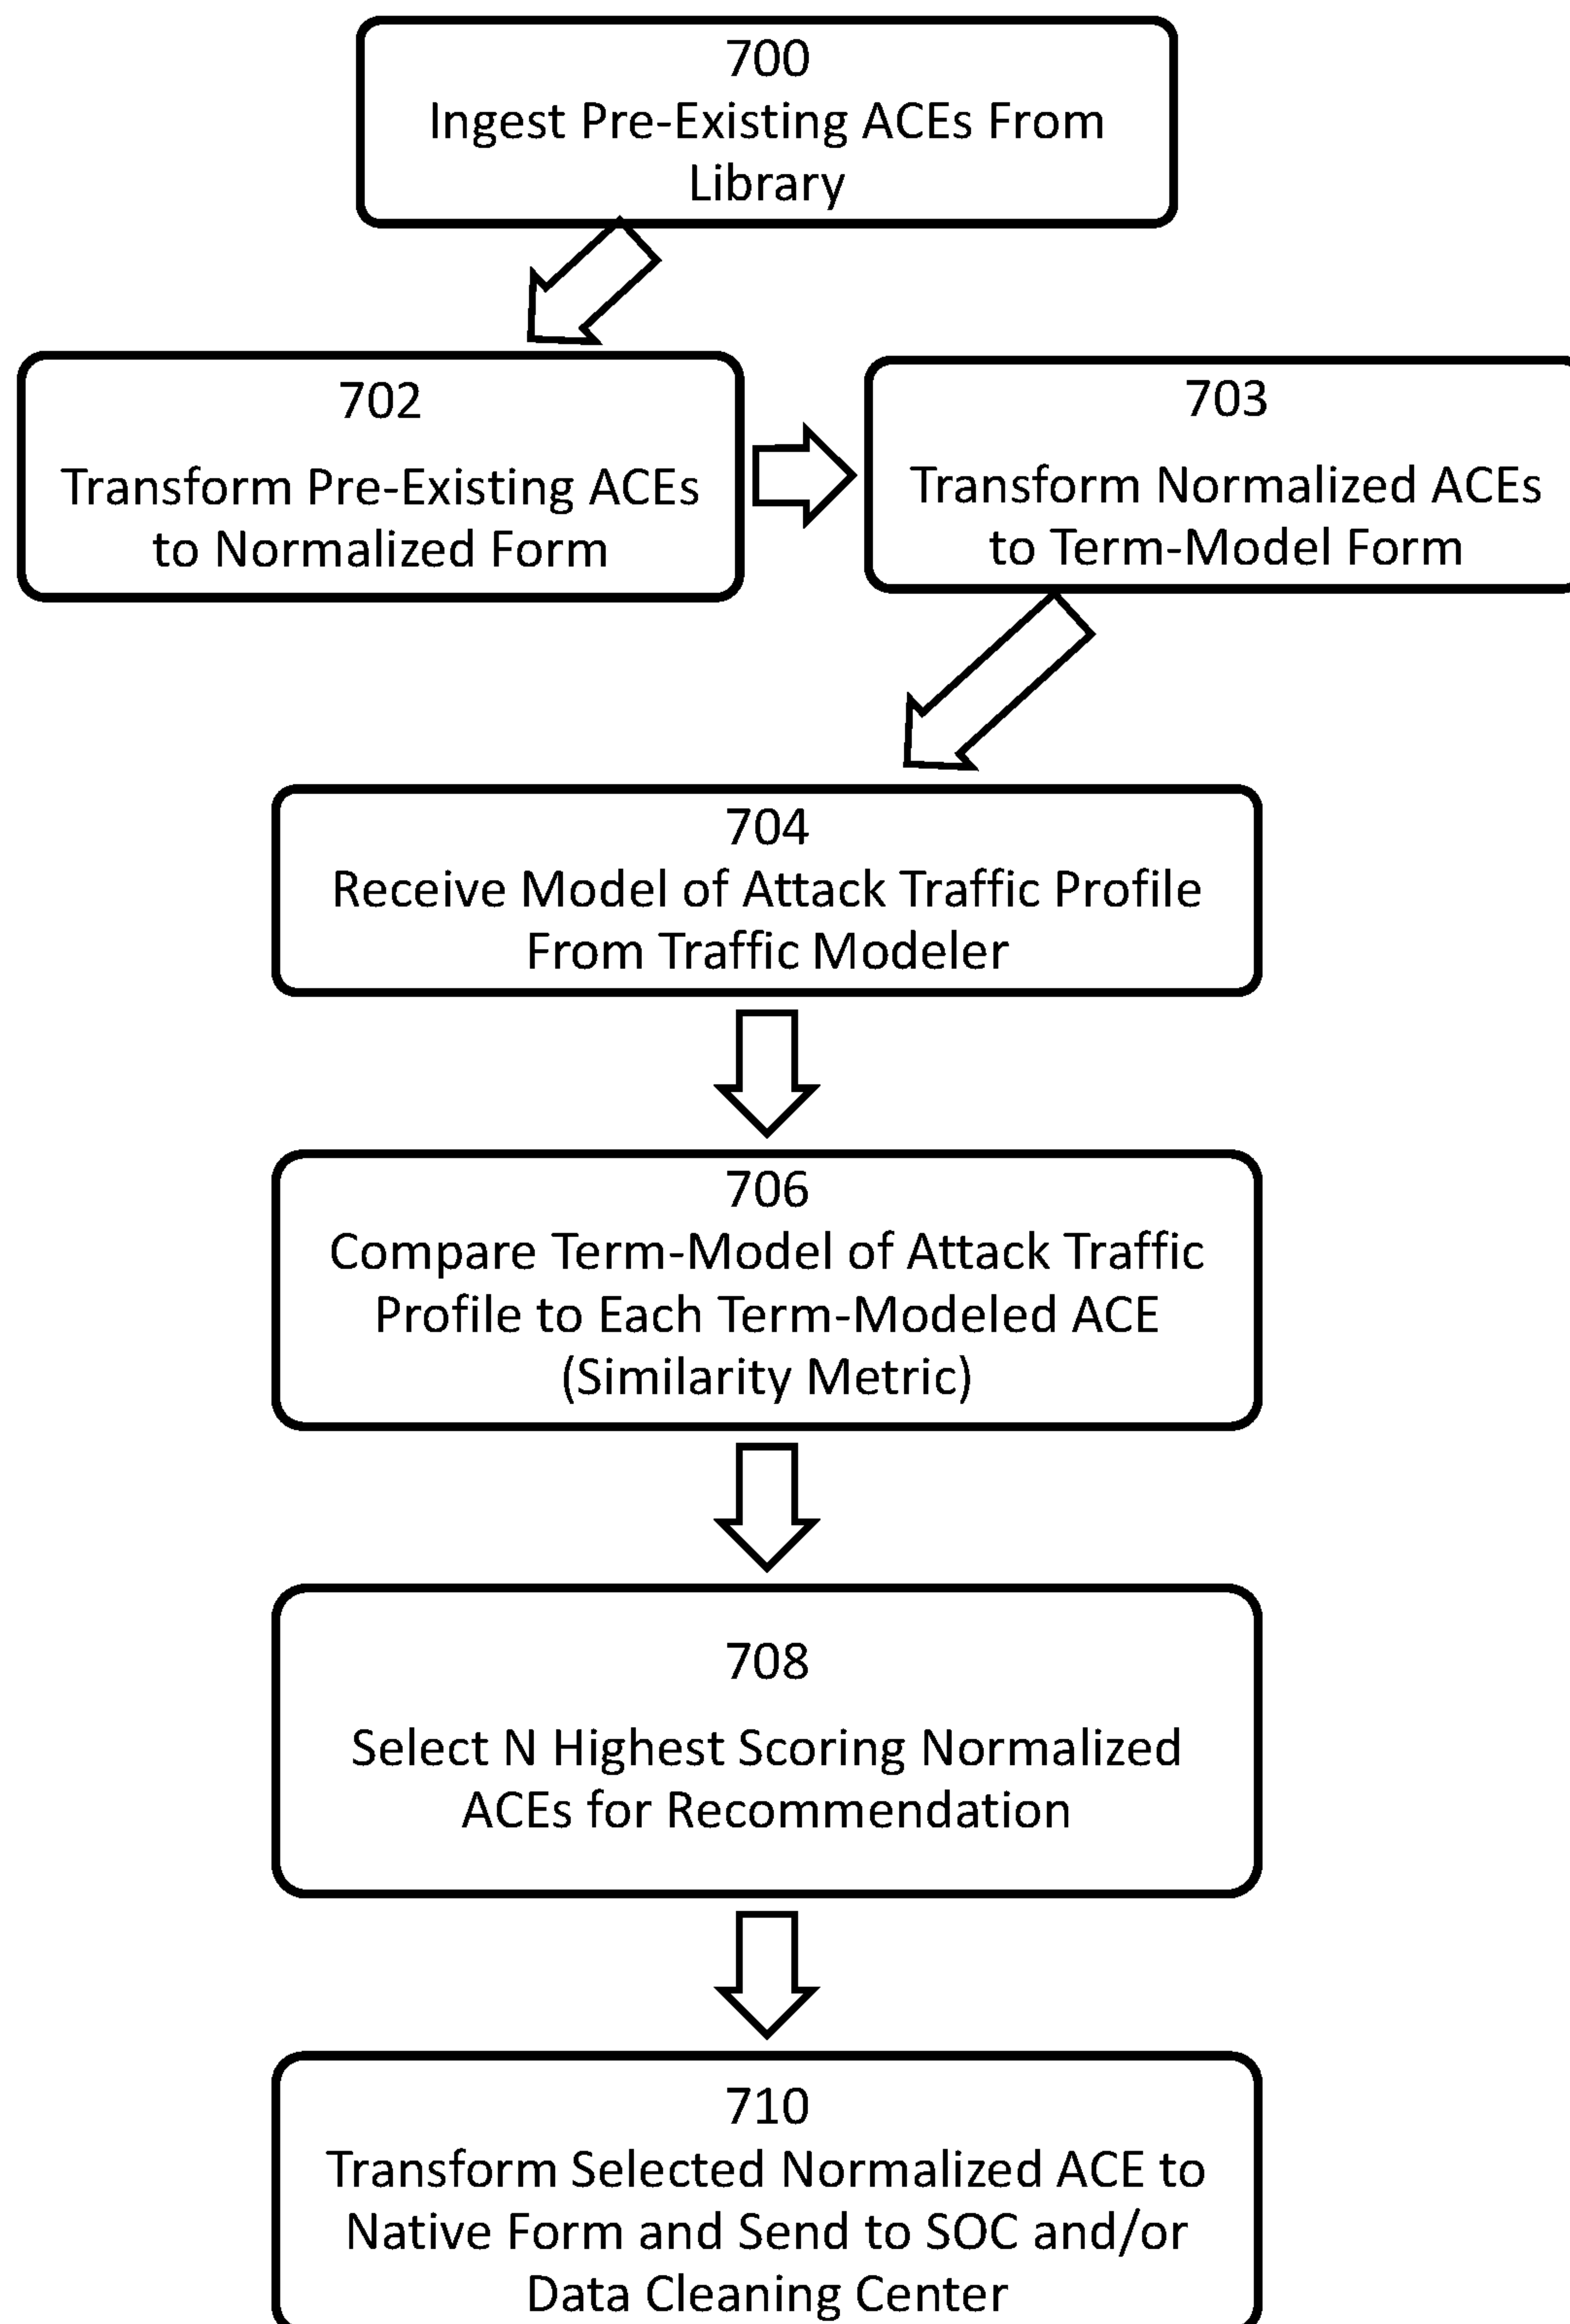 700
Ingest Pre-Existing ACEs From
Library
702
Transform Pre-Existing ACEs
to Normalized Form
703
Transform Normalized ACEs
to Term-Model Form
704
Receive Model of Attack Traffic Profile
From Traffic Modeler
706
Compare Term-Model of Attack Traffic
Profile to Each Term-Modeled ACE
(Similarity Metric)
708
Select N Highest Scoring Normalized
ACEs for Recommendation
710
Transform Selected Normalized ACE to
Native Form and Send to SOC and/or
Data Cleaning Center